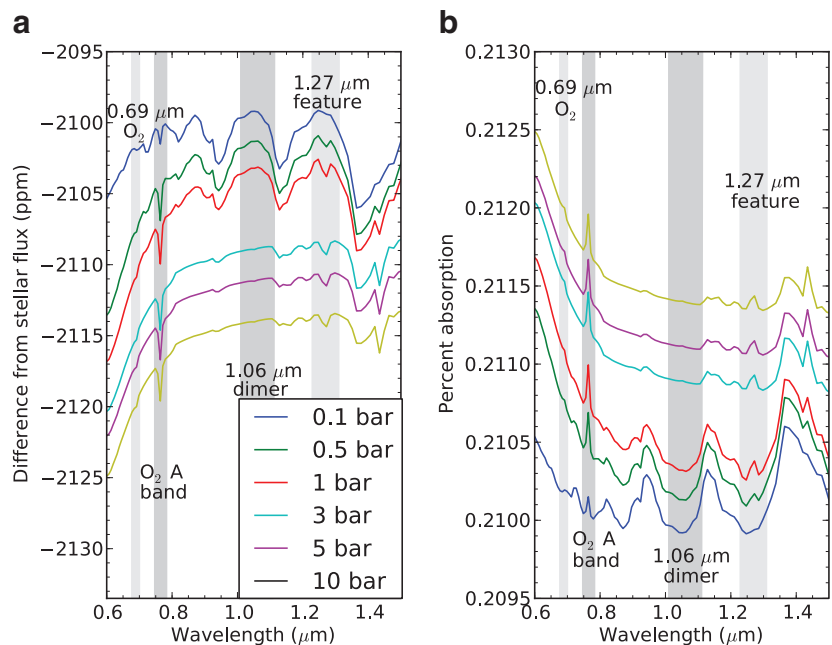 a
−2095
−2100
−2105
−2110
−2115
−2120
−2125
−2130
Difference from stellar flux (ppm)
0.69 μm
O2
1.27 μm
feature
1.06 μm
dimer
O2 A
band
0.1 bar
0.5 bar
1 bar
3 bar
5 bar
10 bar
0.6 0.8 1.0 1.2 1.4
Wavelength (μm)
b
0.2130
0.2125
0.2120
0.2115
0.2110
0.2105
0.2100
0.2095
Percent absorption
0.69 μm
O2
1.27 μm
feature
O2 A
band
1.06 μm
dimer
0.6 0.8 1.0 1.2 1.4
Wavelength (μm)